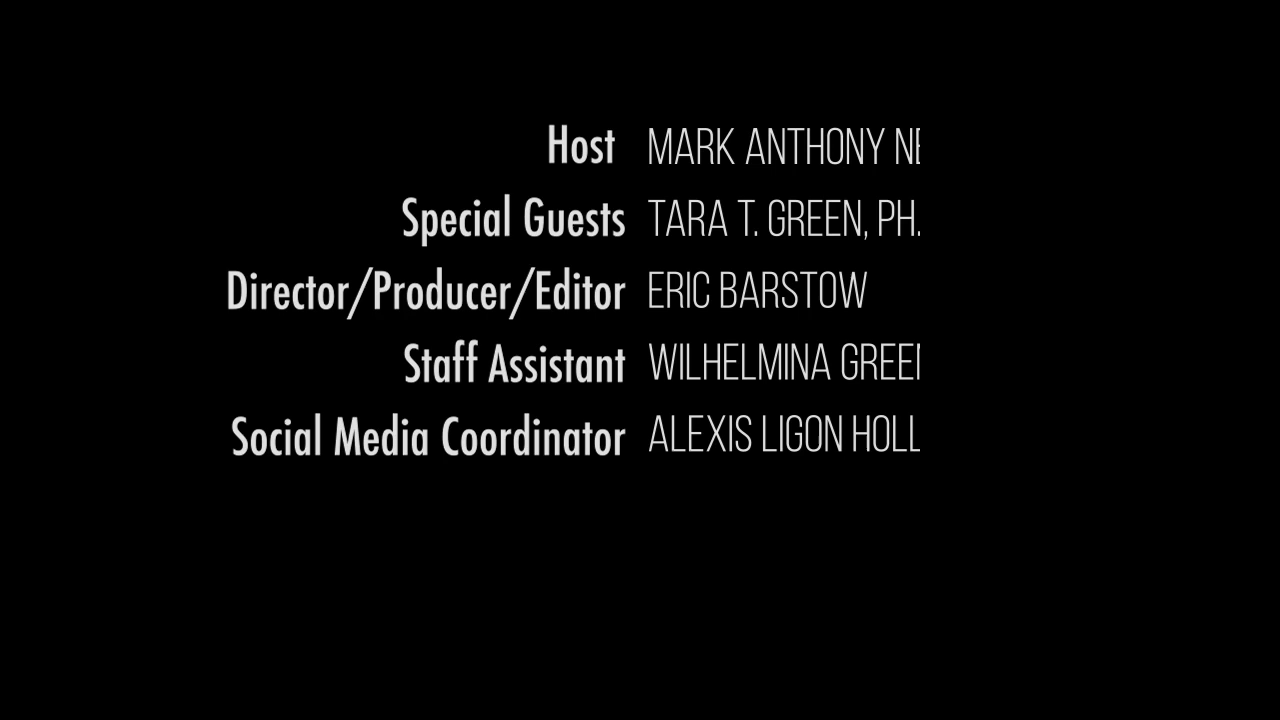 Host MARK ANTHONY
Special Guests TARA T. GREEN, PH.
Director/Producer/Editor ERIC BARSTOW
Staff Assistant WILHELMINA
Social Media Coordinator ALEXIS LIGON